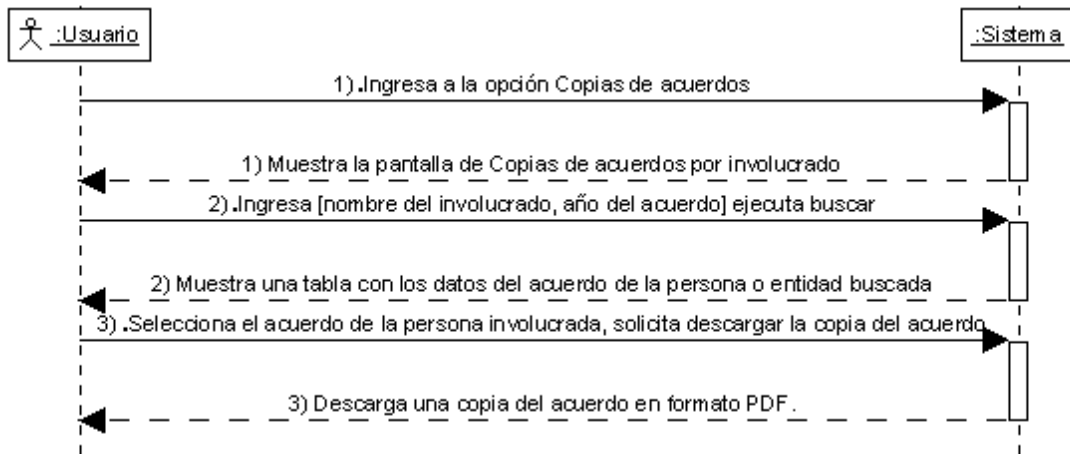 :Usuario
:Sistema
1) .Ingresa a la opción Copias de acuerdos
1) Muestra la pantalla de Copias de acuerdos por involucrado
2) .Ingresa [nombre del involucrado, año del acuerdo] ejecuta buscar
2) Muestra una tabla con los datos del acuerdo de la persona o entidad buscada
3) .Selecciona el acuerdo de la persona involucrada, solicita descargar la copia del acuerdo
3) Descarga una copia del acuerdo en formato PDF .